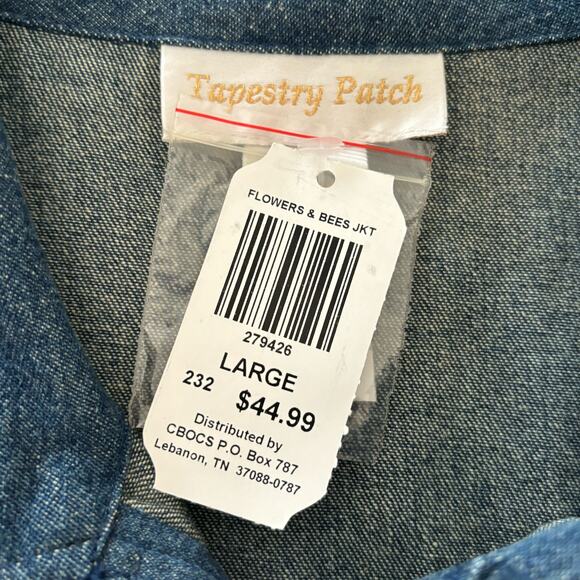 Tapestry Patch
FLOWERS & BEES JKT
279426
LARGE
232 $44.99
Distributed by
CBOCS P.O. Box 787
Lebanon, TN 37088-0787